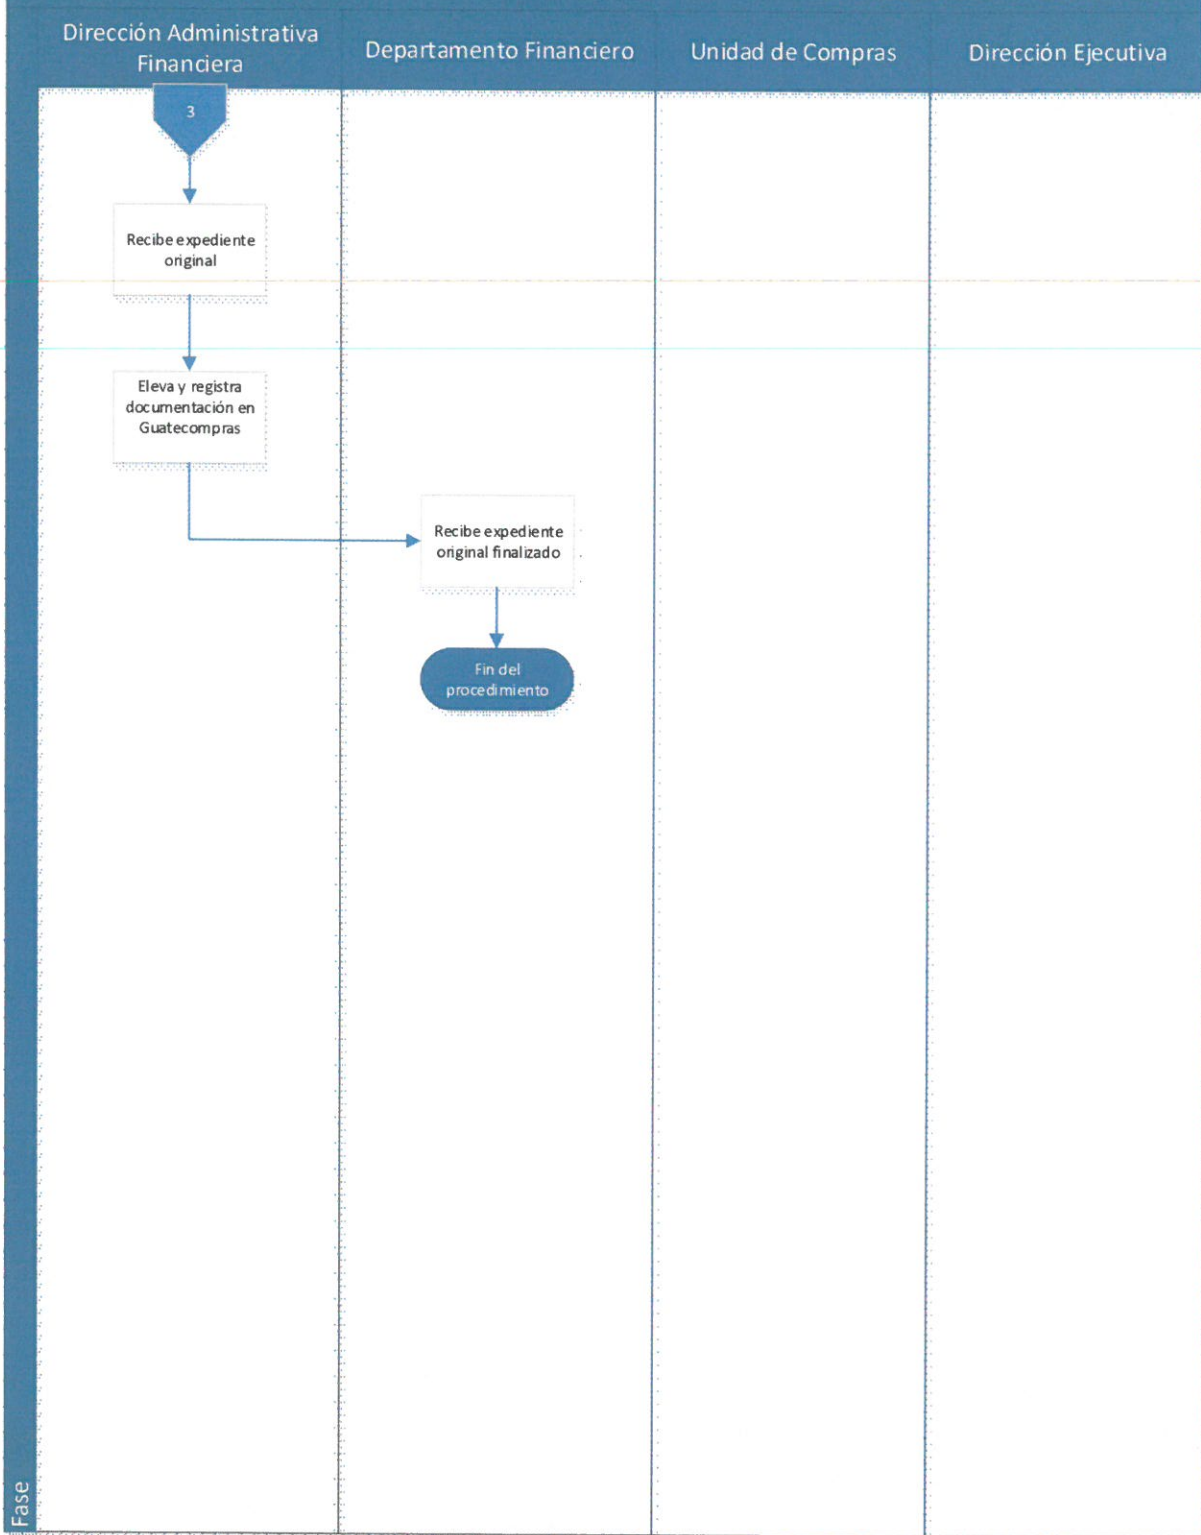 Dirección Administrativa
Financiera
Departamento Financiero
Unidad de Compras
Dirección Ejecutiva
3
Recibe expediente
original
Eleva y registra
documentación en
Guatecompras
Recibe expediente
original finalizado
Fin del
procedimiento
Fase